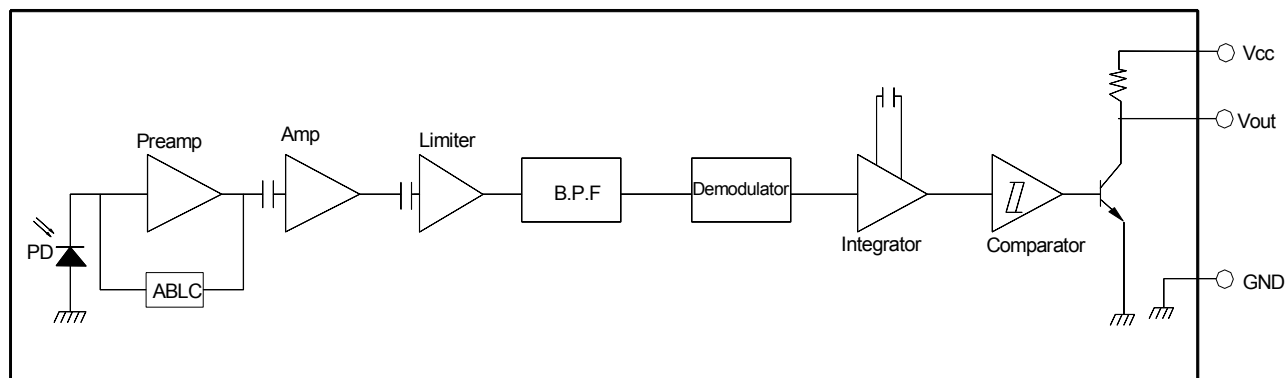 Vcc
Vout
Preamp
Amp
Limiter
B.P.F
Demodulator
Integrator
Comparator
PD
ABLC
GND